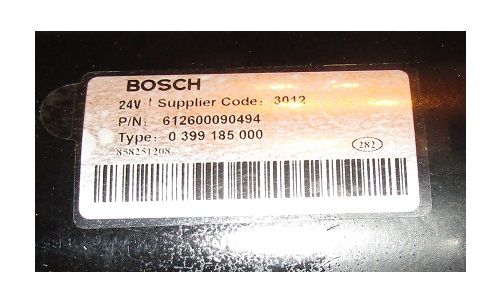 BOSCH
24V | Supplier Code: 3012
P/N: 612600090494
Type: 0 399 185 000
858251208
282